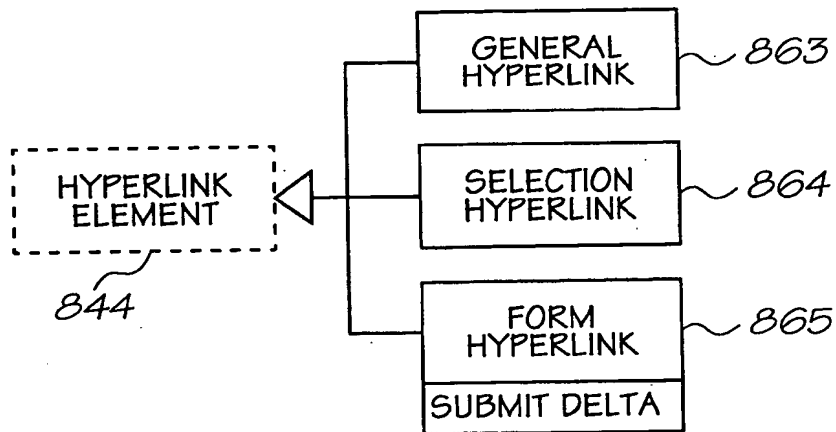 GENERAL
HYPERLINK
863
HYPERLINK
ELEMENT
844
SELECTION
HYPERLINK
864
FORM
HYPERLINK
865
SUBMIT DELTA